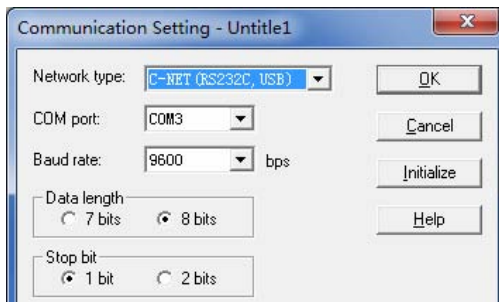 Communication Setting - Untitle1
Network type: C-NET(RS232C, USB) OK
COM port: COM3 Cancel
Baud rate: 9600 bps Initialize
Data length
7 bits 8 bits Help
Stop bit
1 bit 2 bits